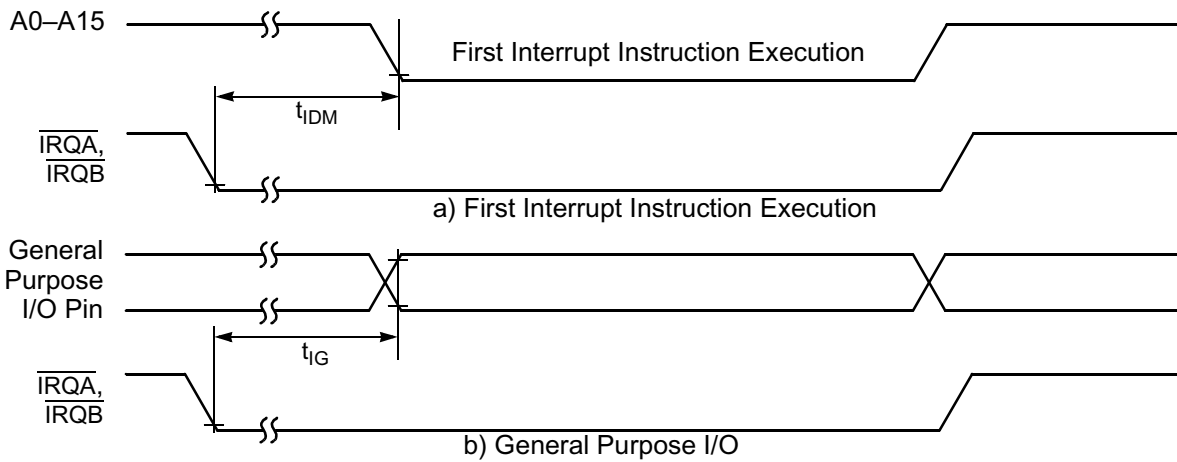 A0–A15
First Interrupt Instruction Execution
tIDM
IRQA,
IRQB
a) First Interrupt Instruction Execution
General
Purpose
I/O Pin
tIG
IRQA,
IRQB
b) General Purpose I/O